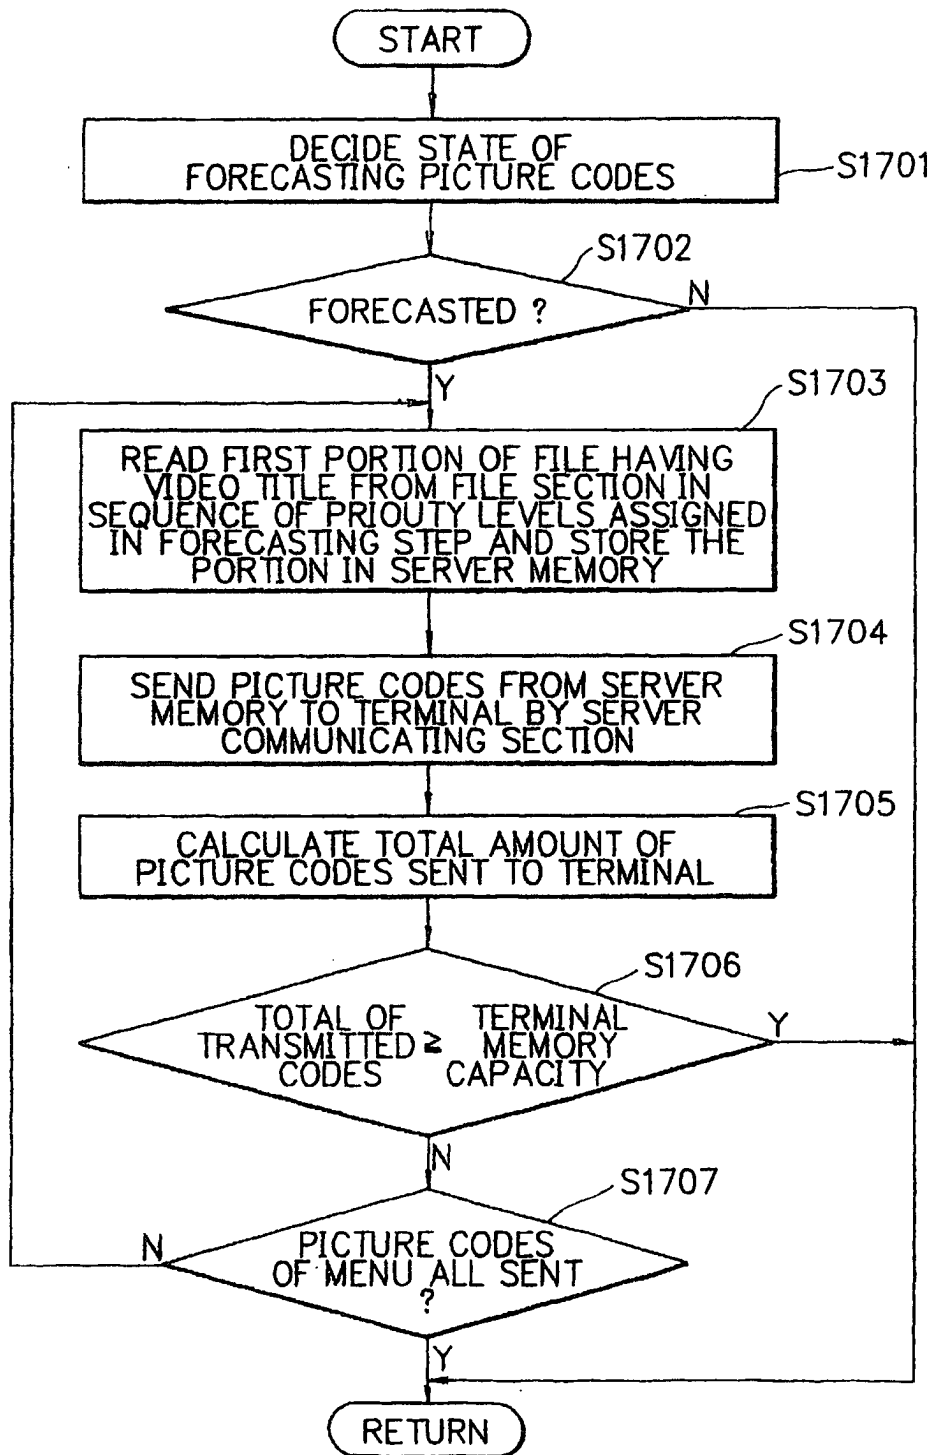 START
DECIDE STATE OF
FORECASTING PICTURE CODES
S1701
S1702
FORECASTED ?
N
Y
S1703
READ FIRST PORTION OF FILE HAVING
VIDEO TITLE FROM FILE SECTION IN
SEQUENCE OF PRIOUTY LEVELS ASSIGNED
IN FORECASTING STEP AND STORE THE
PORTION IN SERVER MEMORY
S1704
SEND PICTURE CODES FROM SERVER
MEMORY TO TERMINAL BY SERVER
COMMUNICATING SECTION
S1705
CALCULATE TOTAL AMOUNT OF
PICTURE CODES SENT TO TERMINAL
S1706
TOTAL OF TERMINAL
TRANSMITTED ≥ MEMORY
CODES CAPACITY
Y
N
S1707
N
PICTURE CODES
OF MENU ALL SENT
?
Y
RETURN